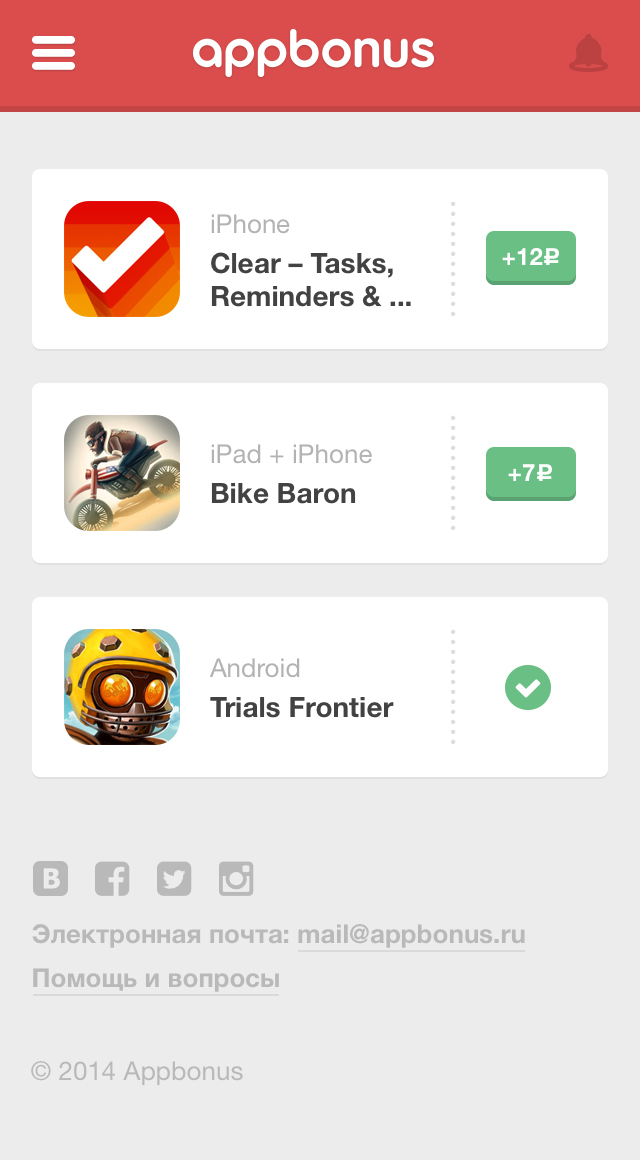 appbonus
iPhone
Clear – Tasks,
Reminders & ...
+12₽
iPad + iPhone
Bike Baron
+7₽
Android
Trials Frontier
Электронная почта: mail@appbonus.ru
Помощь и вопросы
© 2014 Appbonus